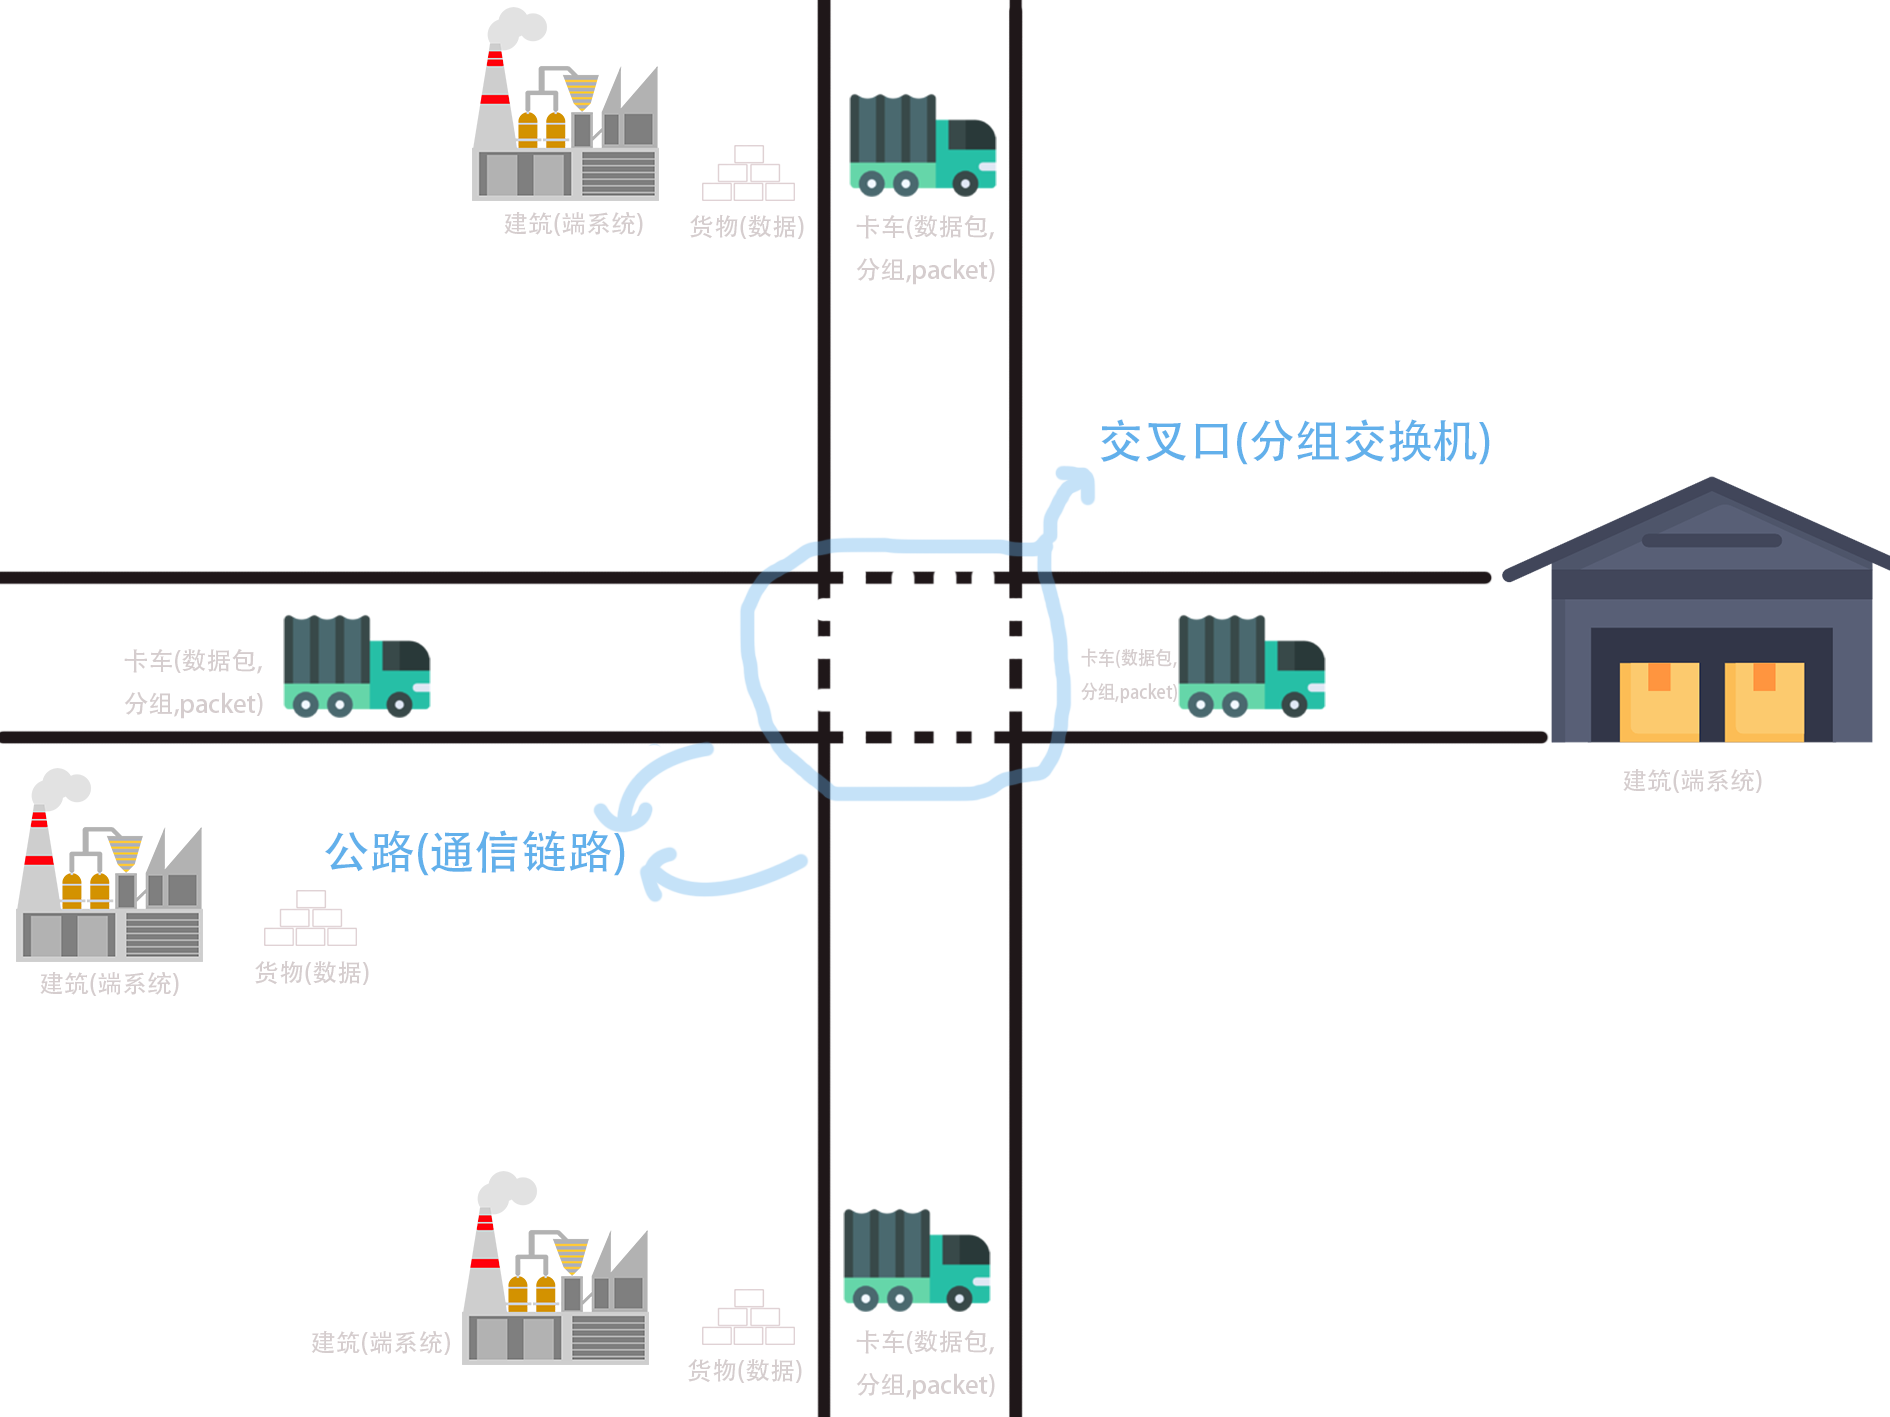 建筑(端系统)
货物(数据)
卡车(数据包,
分组,packet)
交叉口(分组交换机)
卡车(数据包,
分组,packet)
卡车(数据包,
分组,packet)
建筑(端系统)
公路(通信链路)
建筑(端系统)
货物(数据)
建筑(端系统)
货物(数据)
卡车(数据包,
分组,packet)